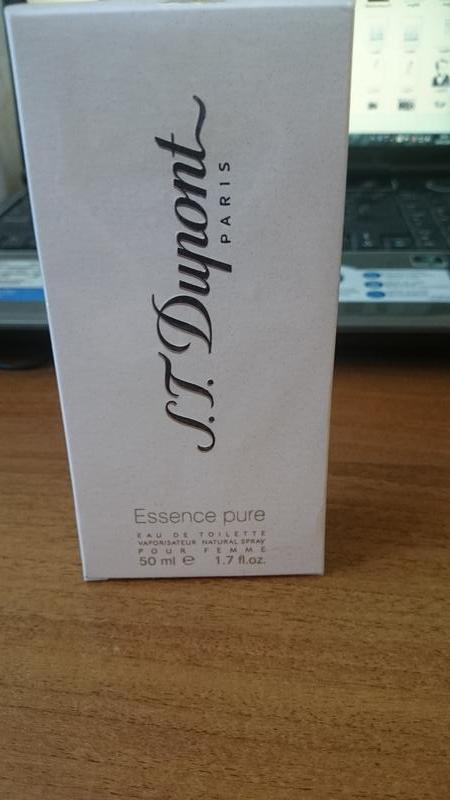 S.T. Dupont
PARIS
Essence pure
EAU DE TOILETTE
VAPORISATEUR NATURAL SPRAY
POUR FEMME
50 ml ℮ 1.7 fl.oz.